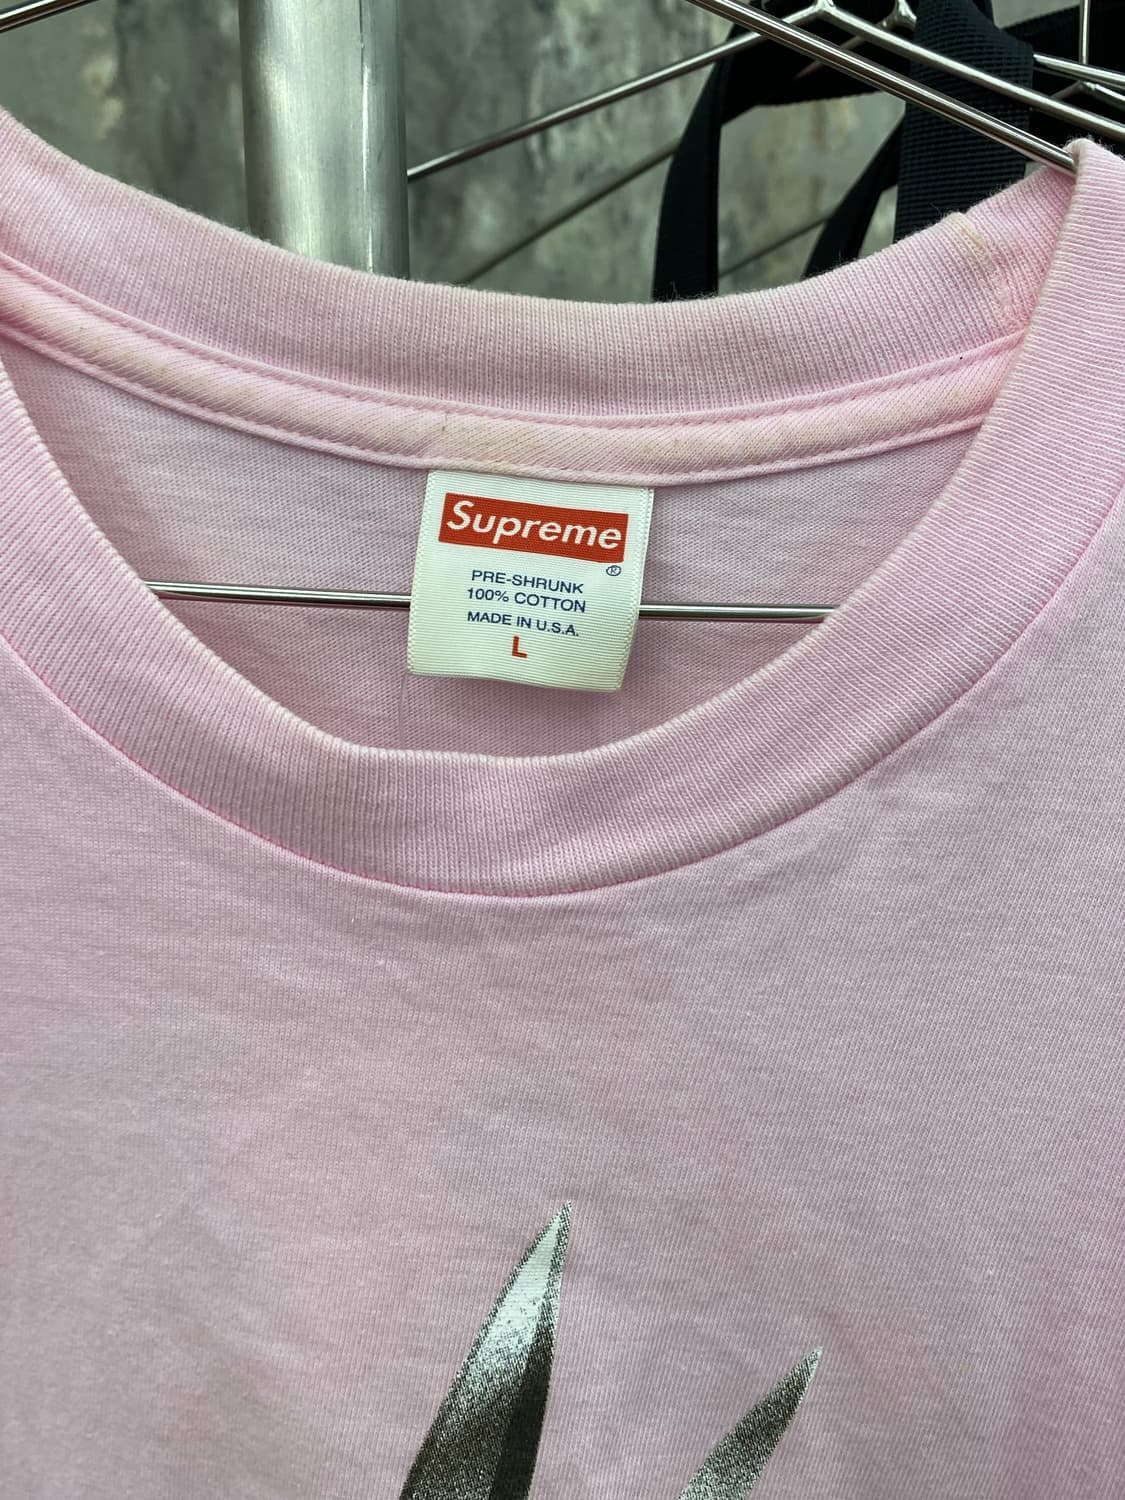 Supreme
®
PRE-SHRUNK
100% COTTON
MADE IN U.S.A.
L